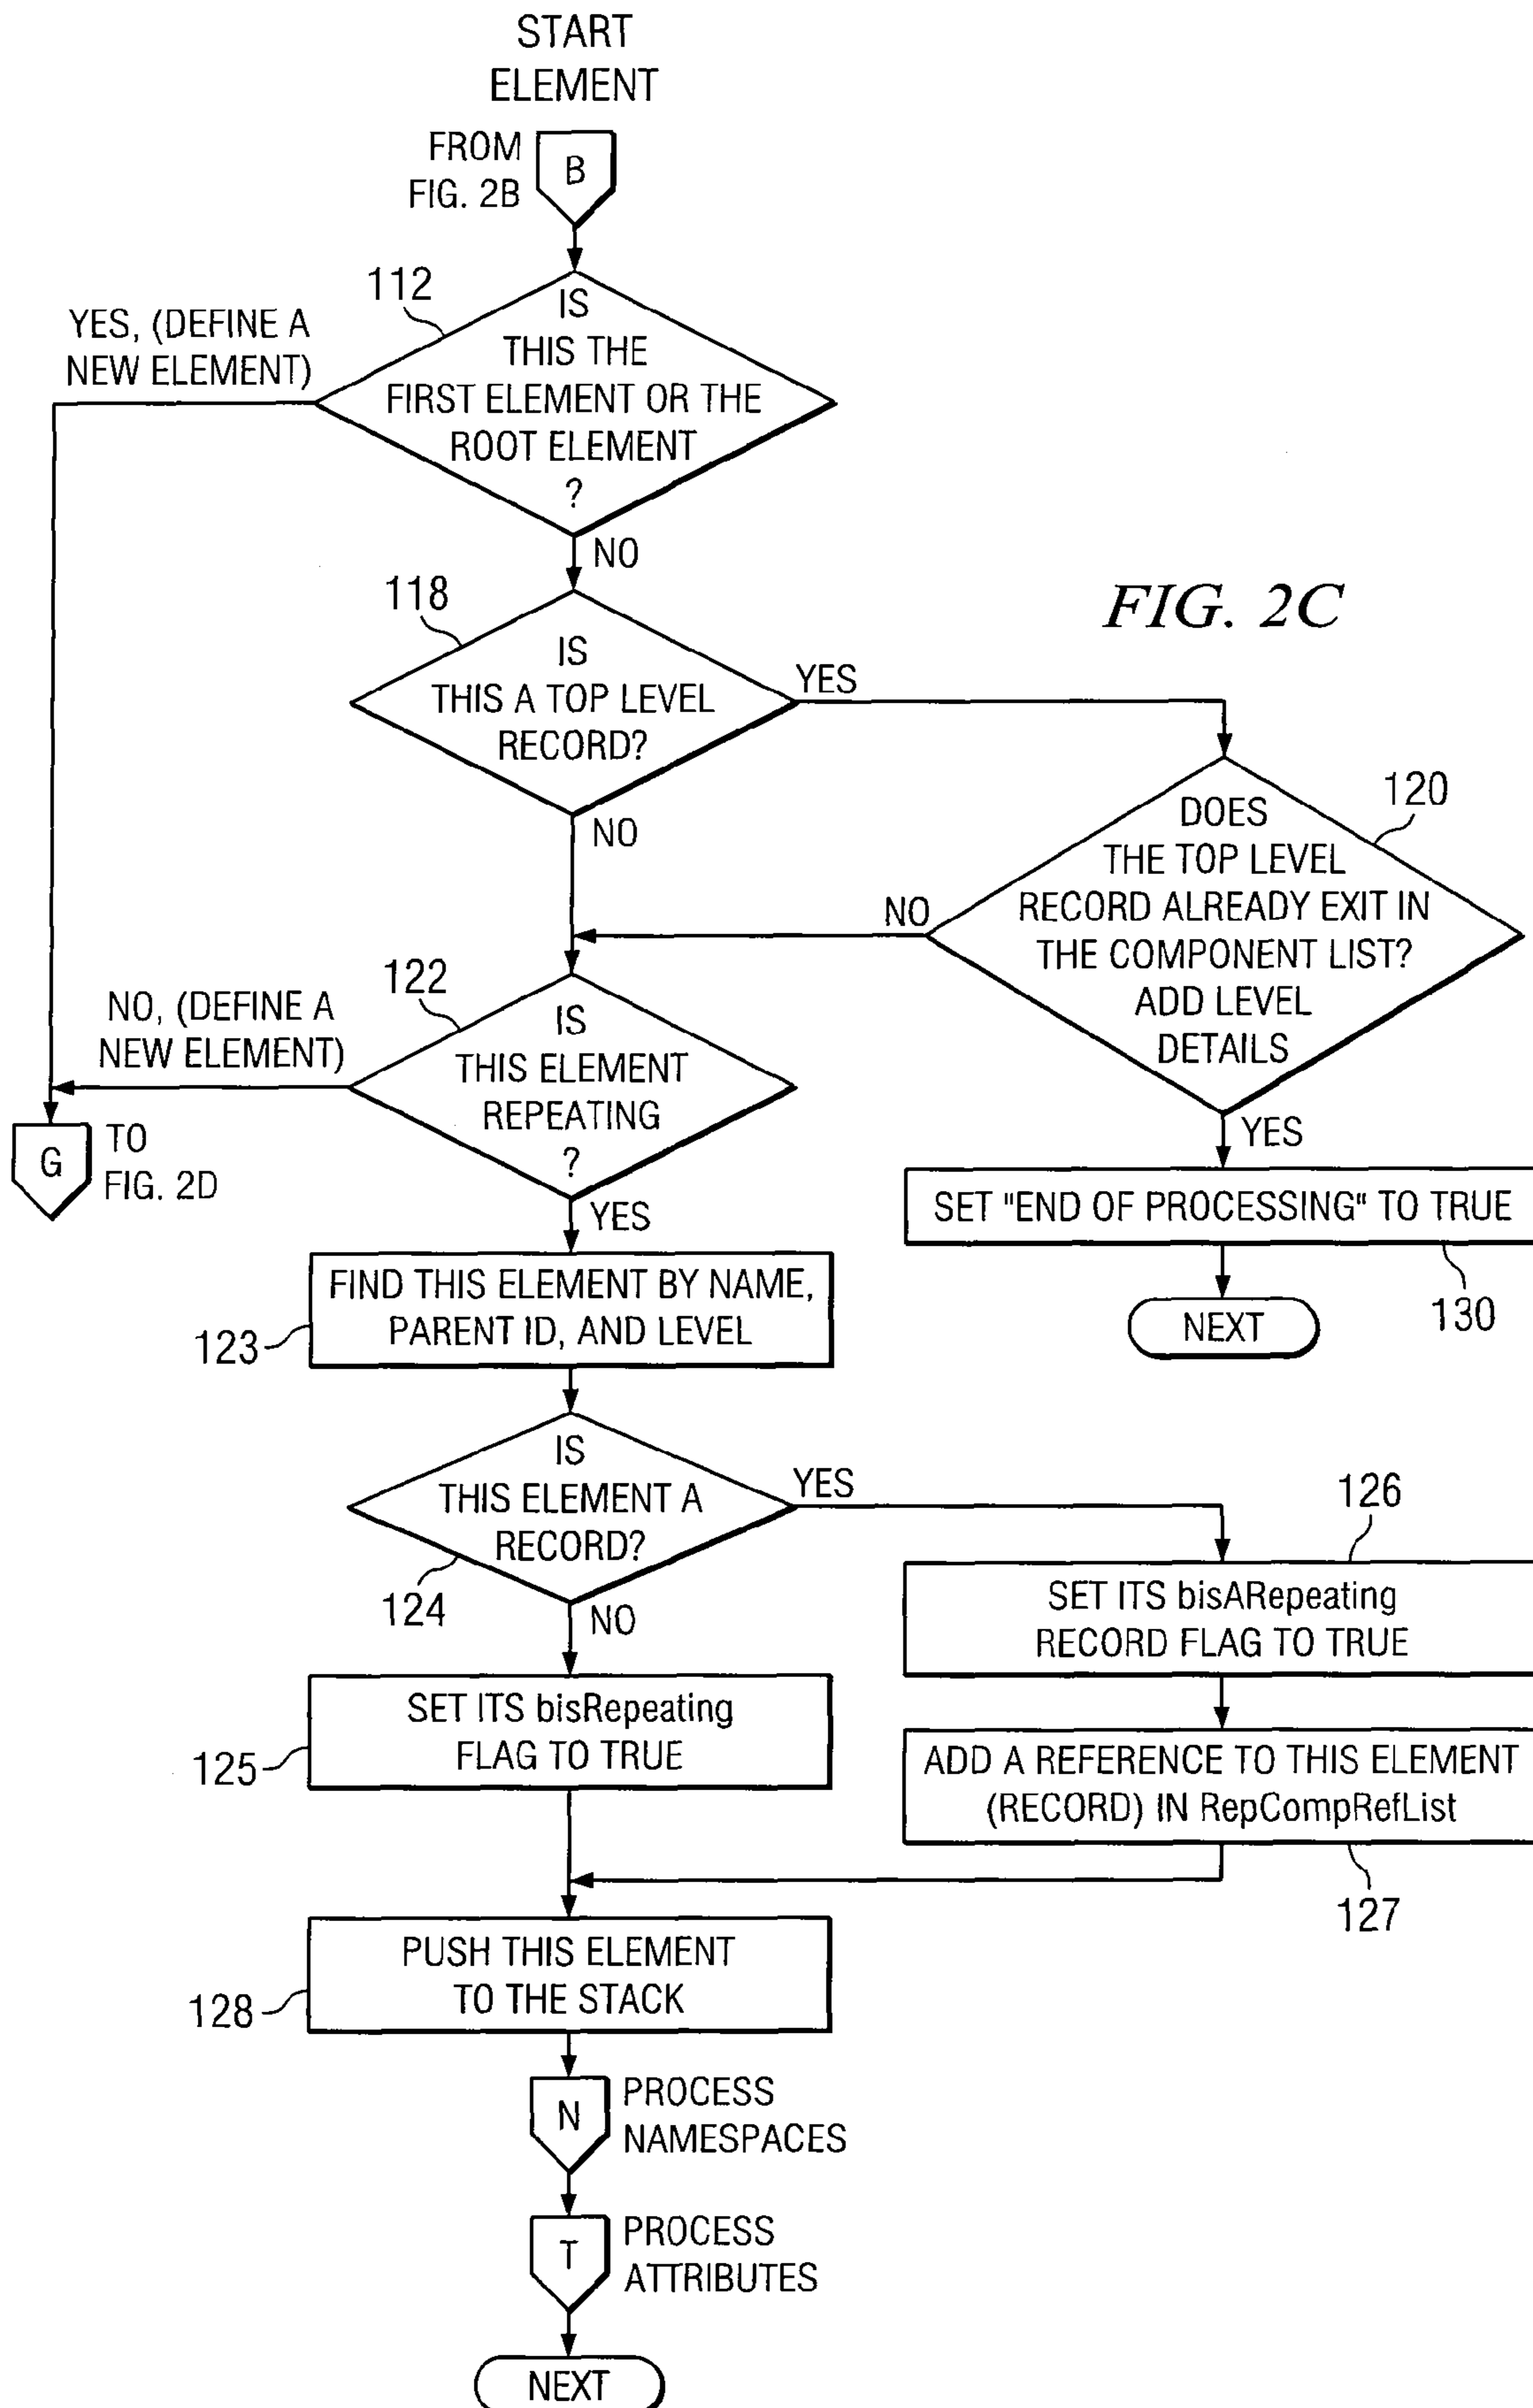 START
ELEMENT
FROM
FIG. 2B
B
112
IS
THIS THE
FIRST ELEMENT OR THE
ROOT ELEMENT
?
YES, (DEFINE A
NEW ELEMENT)
NO
118
IS
THIS A TOP LEVEL
RECORD?
YES
NO
FIG. 2C
120
DOES
THE TOP LEVEL
RECORD ALREADY EXIT IN
THE COMPONENT LIST?
ADD LEVEL
DETAILS
NO
YES
122
IS
THIS ELEMENT
REPEATING
?
NO, (DEFINE A
NEW ELEMENT)
G
TO
FIG. 2D
YES
SET "END OF PROCESSING" TO TRUE
130
NEXT
FIND THIS ELEMENT BY NAME,
PARENT ID, AND LEVEL
123
IS
THIS ELEMENT A
RECORD?
124
YES
NO
126
SET ITS bisARepeating
RECORD FLAG TO TRUE
SET ITS bisRepeating
FLAG TO TRUE
125
ADD A REFERENCE TO THIS ELEMENT
(RECORD) IN RepCompRefList
127
PUSH THIS ELEMENT
TO THE STACK
128
N
PROCESS
NAMESPACES
T
PROCESS
ATTRIBUTES
NEXT